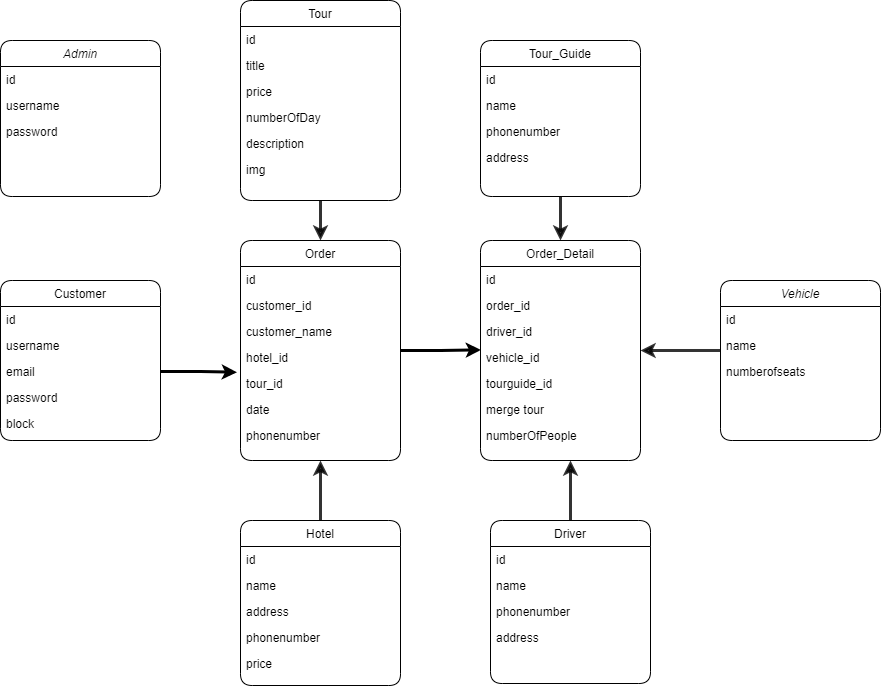 Tour
id
title
price
numberOfDay
description
img
Admin
id
username
password
Tour_Guide
id
name
phonenumber
address
Order
id
customer_id
customer_name
hotel_id
tour_id
date
phonenumber
Order_Detail
id
order_id
driver_id
vehicle_id
tourguide_id
merge tour
numberOfPeople
Customer
id
username
email
password
block
Vehicle
id
name
numberofseats
Hotel
id
name
address
phonenumber
price
Driver
id
name
phonenumber
address